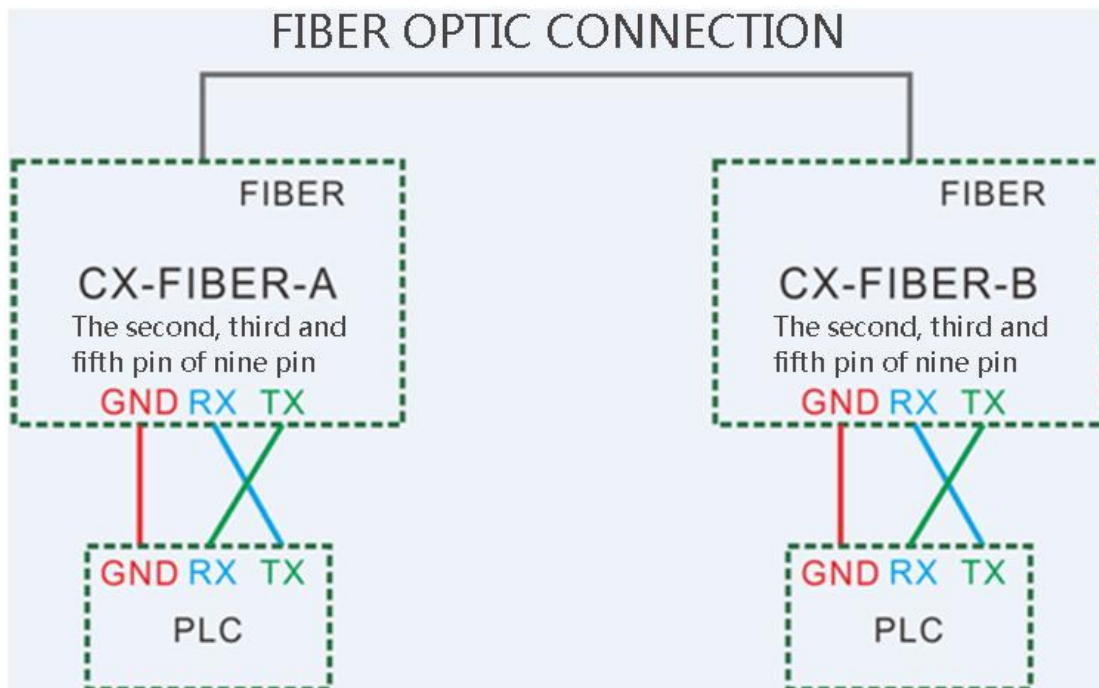 FIBER OPTIC CONNECTION
FIBER
CX-FIBER-A
The second, third and
fifth pin of nine pin
GND RX TX
GND RX TX
PLC
FIBER
CX-FIBER-B
The second, third and
fifth pin of nine pin
GND RX TX
GND RX TX
PLC